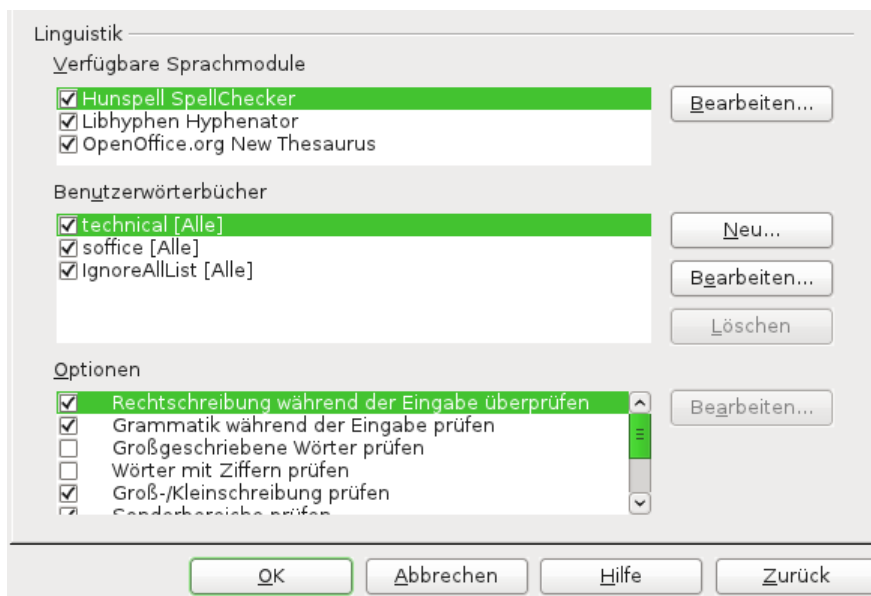 Linguistik
Verfügbare Sprachmodule
Hunspell SpellChecker
Bearbeiten...
Libhyphen Hyphenator
OpenOffice.org New Thesaurus
Benutzerwörterbücher
technical [Alle]
Neu...
soffice [Alle]
IgnoreAllList [Alle]
Bearbeiten...
Löschen
Optionen
Rechtschreibung während der Eingabe überprüfen
Bearbeiten...
Grammatik während der Eingabe prüfen
Großgeschriebene Wörter prüfen
Wörter mit Ziffern prüfen
Groß-/Kleinschreibung prüfen
Sonderbereiche prüfen
OK
Abbrechen
Hilfe
Zurück